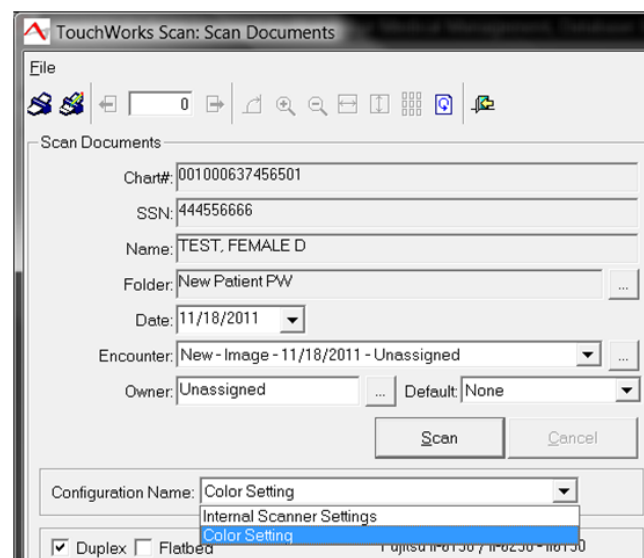 TouchWorks Scan: Scan Documents
File
0
Scan Documents
Chart#: 001000637456501
SSN: 444556666
Name: TEST, FEMALE D
Folder: New Patient PW ...
Date: 11/18/2011
Encounter: New - Image - 11/18/2011 - Unassigned ...
Owner: Unassigned ... Default: None
Scan Cancel
Configuration Name: Color Setting
Internal Scanner Settings
Color Setting
Duplex Flatbed